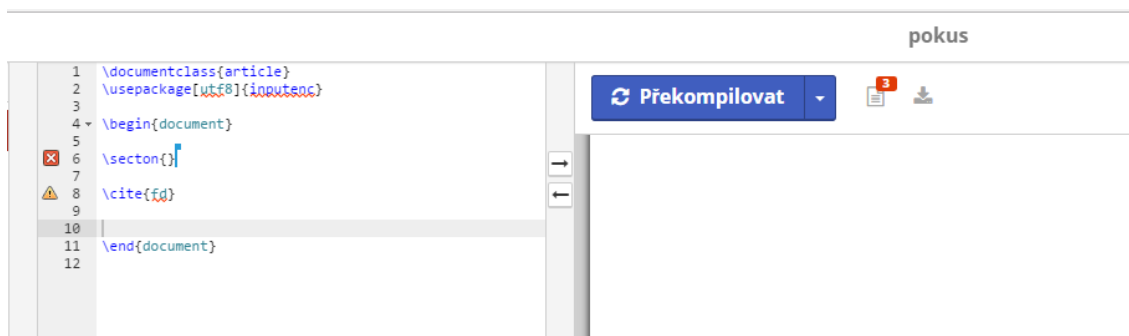 pokus
Překompilovat
3
1 \documentclass{article}
2 \usepackage[utf8]{inputenc}
3
4 \begin{document}
5
6 \secton{}
7
8 \cite{fd}
9
10
11 \end{document}
12